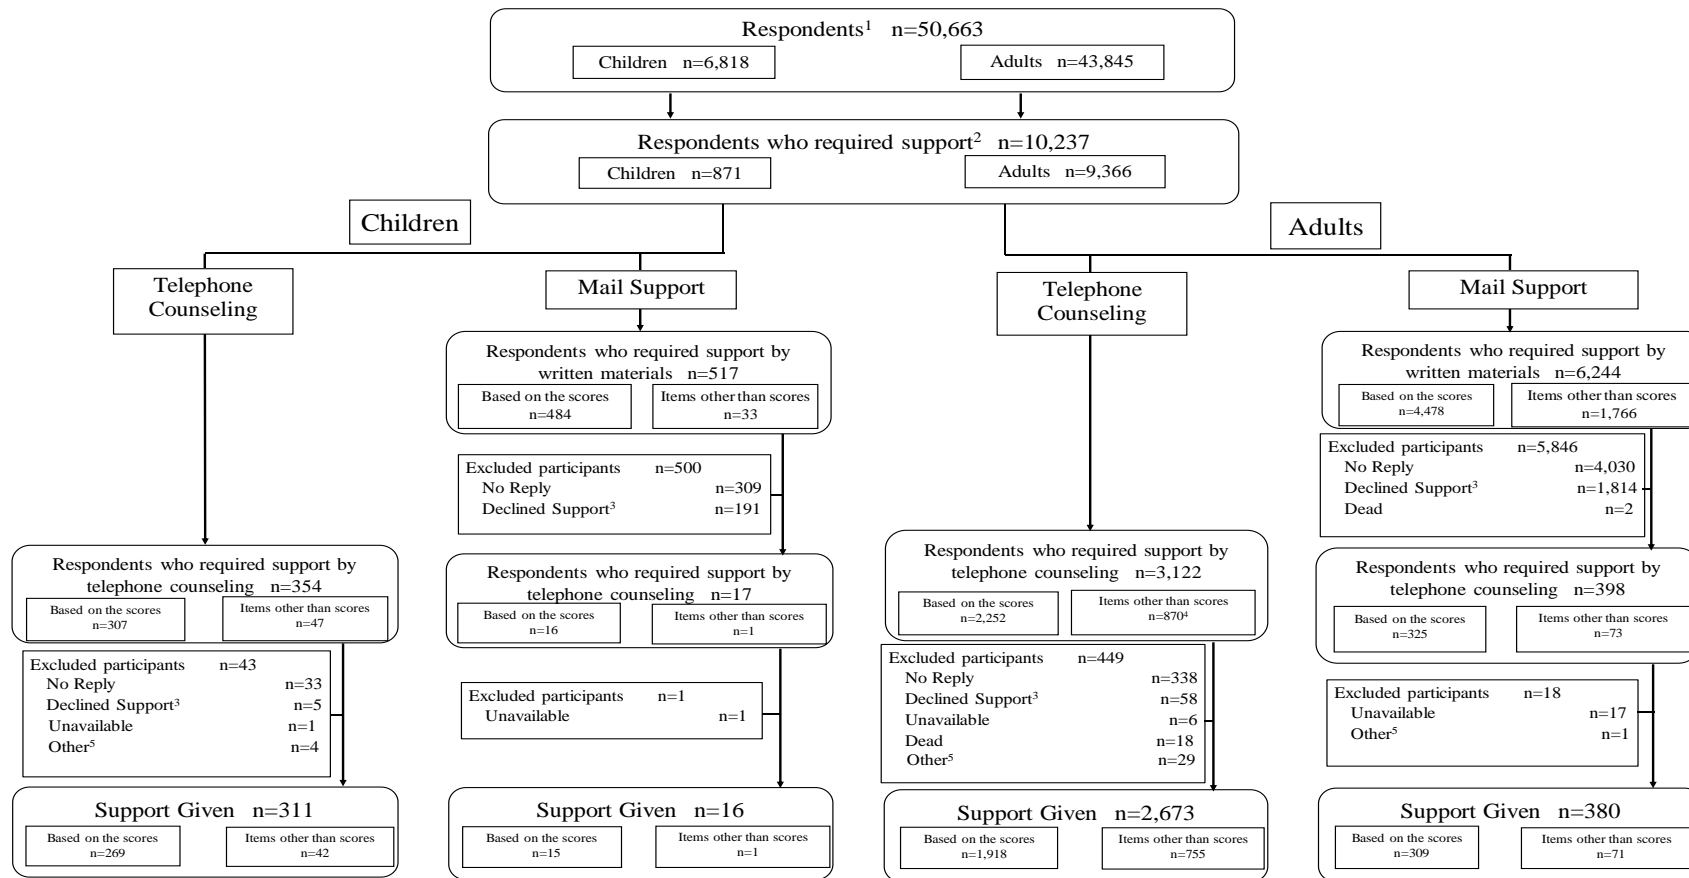 Respondents¹ n=50,663
Children n=6,818
Adults n=43,845
Respondents who required support² n=10,237
Children n=871
Adults n=9,366
Children
Telephone
Counseling
Respondents who required support by
telephone counseling n=354
Based on the scores
n=307
Items other than scores
n=47
Excluded participants n=43
No Reply n=33
Declined Support³ n=5
Unavailable n=1
Other⁵ n=4
Support Given n=311
Based on the scores
n=269
Items other than scores
n=42
Mail Support
Respondents who required support by
written materials n=517
Based on the scores
n=484
Items other than scores
n=33
Excluded participants n=500
No Reply n=309
Declined Support³ n=191
Respondents who required support by
telephone counseling n=17
Based on the scores
n=16
Items other than scores
n=1
Excluded participants n=1
Unavailable n=1
Support Given n=16
Based on the scores
n=15
Items other than scores
n=1
Adults
Telephone
Counseling
Respondents who required support by
telephone counseling n=3,122
Based on the scores
n=2,252
Items other than scores
n=870⁴
Excluded participants n=449
No Reply n=338
Declined Support³ n=58
Unavailable n=6
Dead n=18
Other⁵ n=29
Support Given n=2,673
Based on the scores
n=1,918
Items other than scores
n=755
Mail Support
Respondents who required support by
written materials n=6,244
Based on the scores
n=4,478
Items other than scores
n=1,766
Excluded participants n=5,846
No Reply n=4,030
Declined Support³ n=1,814
Dead n=2
Respondents who required support by
telephone counseling n=398
Based on the scores
n=325
Items other than scores
n=73
Excluded participants n=18
Unavailable n=17
Other⁵ n=1
Support Given n=380
Based on the scores
n=309
Items other than scores
n=71